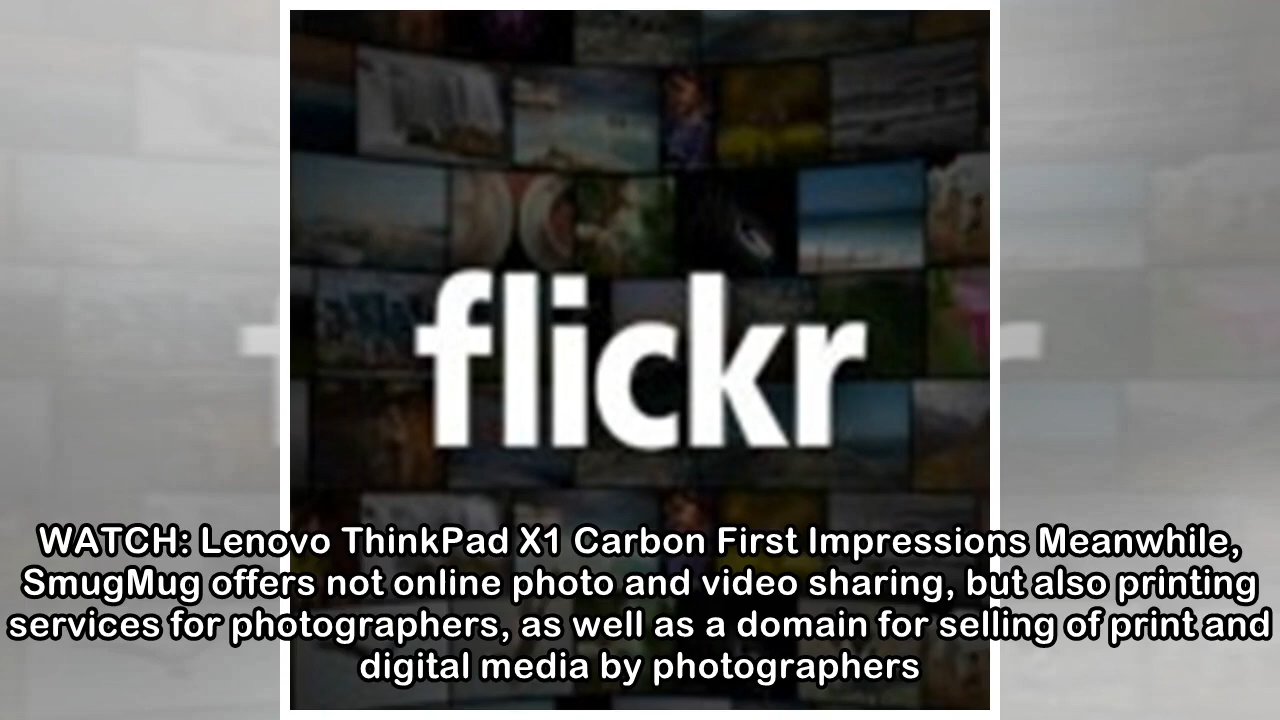 flickr
WATCH: Lenovo ThinkPad X1 Carbon First Impressions Meanwhile,
SmugMug offers not online photo and video sharing, but also printing
services for photographers, as well as a domain for selling of print and
digital media by photographers